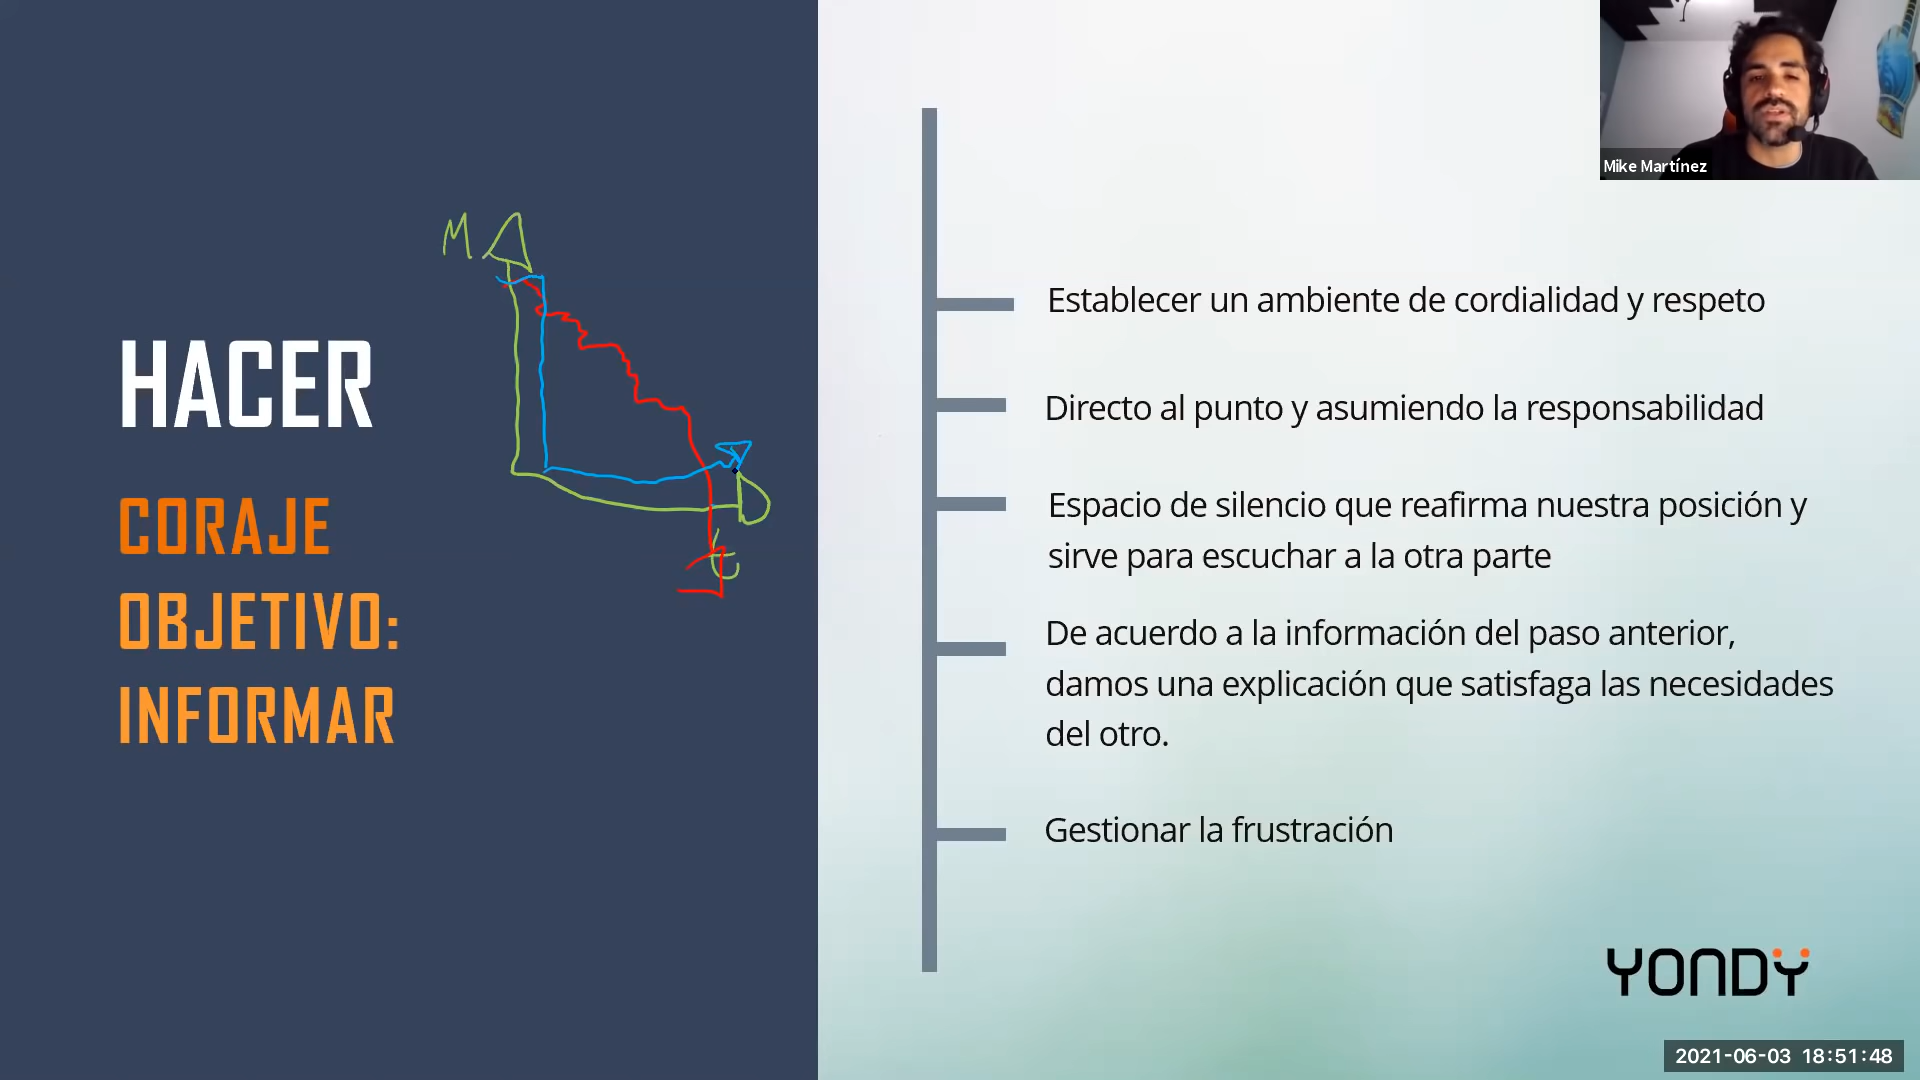 Mike Martínez
M
t
HACER
CORAJE
OBJETIVO:
INFORMAR
Establecer un ambiente de cordialidad y respeto
Directo al punto y asumiendo la responsabilidad
Espacio de silencio que reafirma nuestra posición y
sirve para escuchar a la otra parte
De acuerdo a la información del paso anterior,
damos una explicación que satisfaga las necesidades
del otro.
Gestionar la frustración
YONDY
2021-06-03 18:51:48